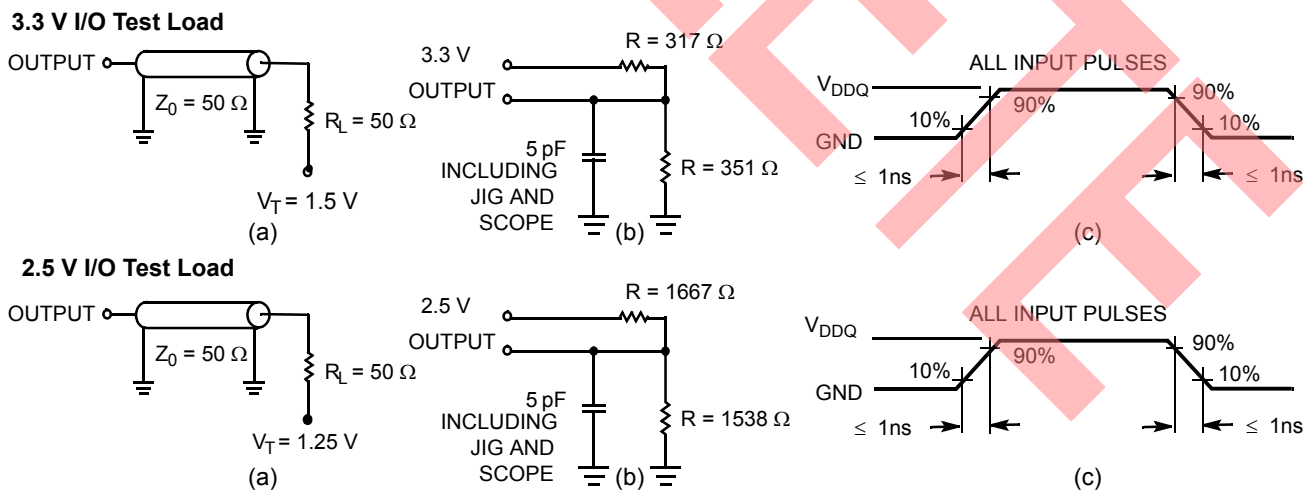 3.3 V I/O Test Load
OUTPUT
Z0 = 50 Ω
RL = 50 Ω
VT = 1.5 V
(a)
3.3 V
OUTPUT
R = 317 Ω
5 pF
INCLUDING
JIG AND
SCOPE
R = 351 Ω
(b)
ALL INPUT PULSES
VDDQ
GND
10%
90%
90%
10%
≤ 1ns
≤ 1ns
(c)
2.5 V I/O Test Load
OUTPUT
Z0 = 50 Ω
RL = 50 Ω
VT = 1.25 V
(a)
2.5 V
OUTPUT
R = 1667 Ω
5 pF
INCLUDING
JIG AND
SCOPE
R = 1538 Ω
(b)
ALL INPUT PULSES
VDDQ
GND
10%
90%
90%
10%
≤ 1ns
≤ 1ns
(c)